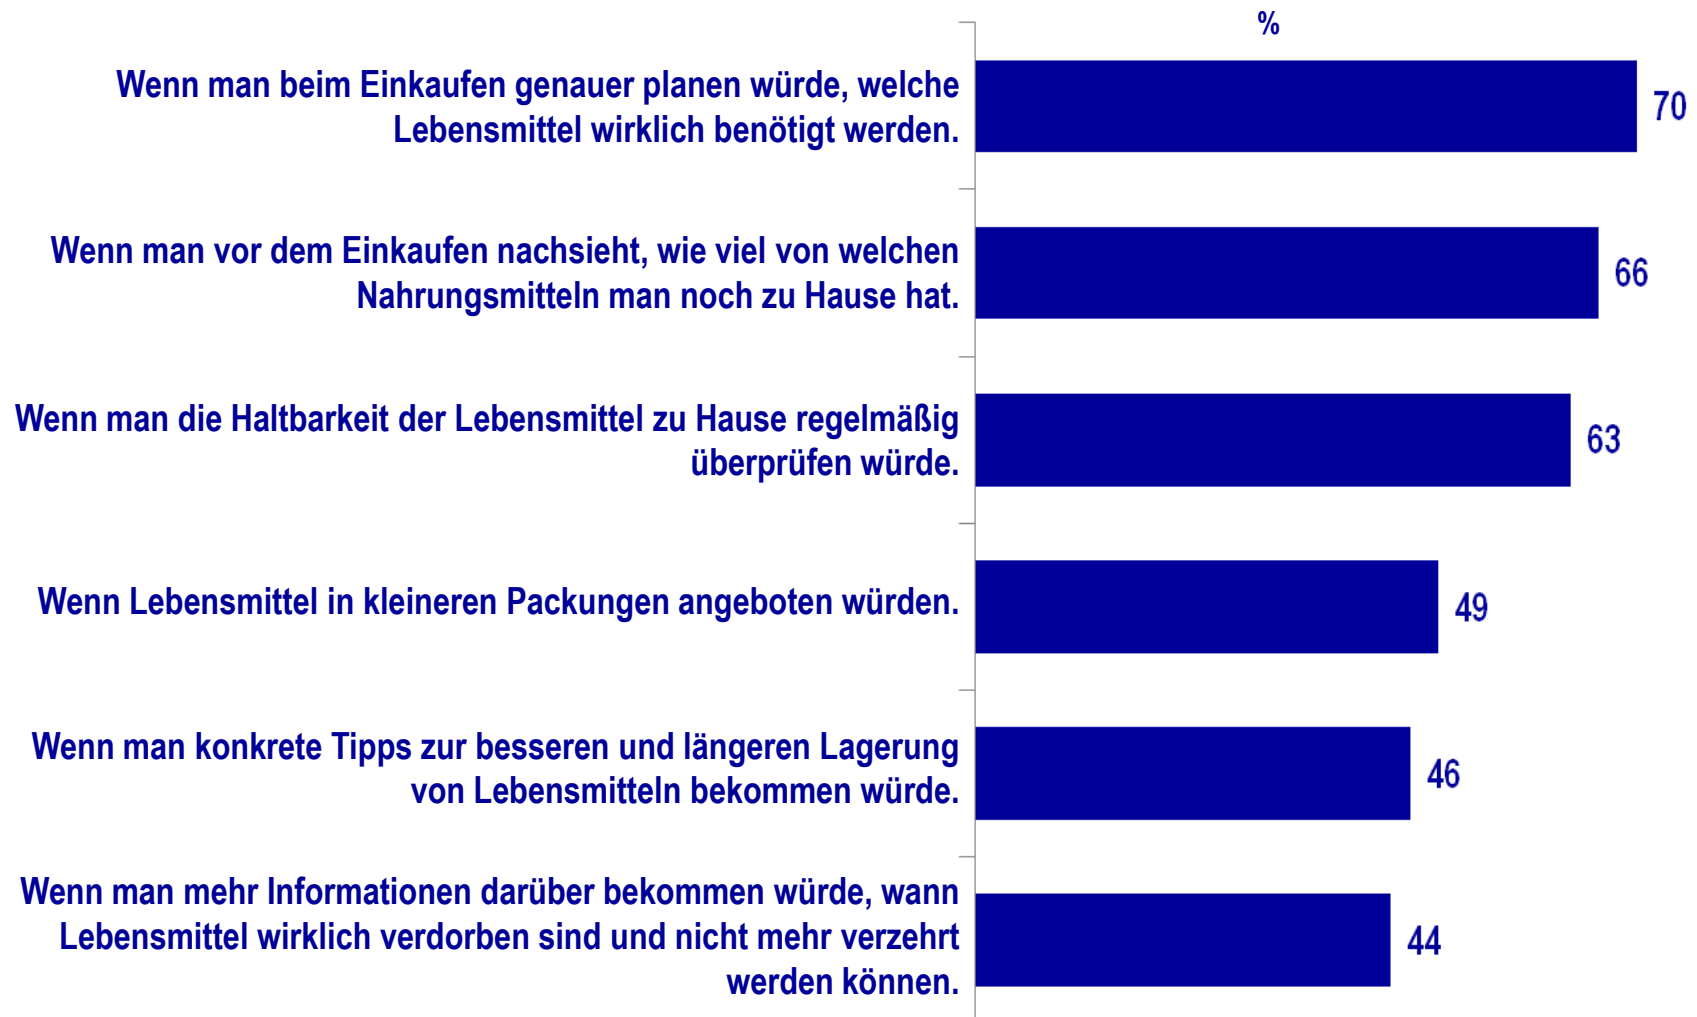 %
Wenn man beim Einkaufen genauer planen würde, welche
Lebensmittel wirklich benötigt werden.
70
Wenn man vor dem Einkaufen nachsieht, wie viel von welchen
Nahrungsmitteln man noch zu Hause hat.
66
Wenn man die Haltbarkeit der Lebensmittel zu Hause regelmäßig
überprüfen würde.
63
Wenn Lebensmittel in kleineren Packungen angeboten würden.
49
Wenn man konkrete Tipps zur besseren und längeren Lagerung
von Lebensmitteln bekommen würde.
46
Wenn man mehr Informationen darüber bekommen würde, wann
Lebensmittel wirklich verdorben sind und nicht mehr verzehrt
werden können.
44